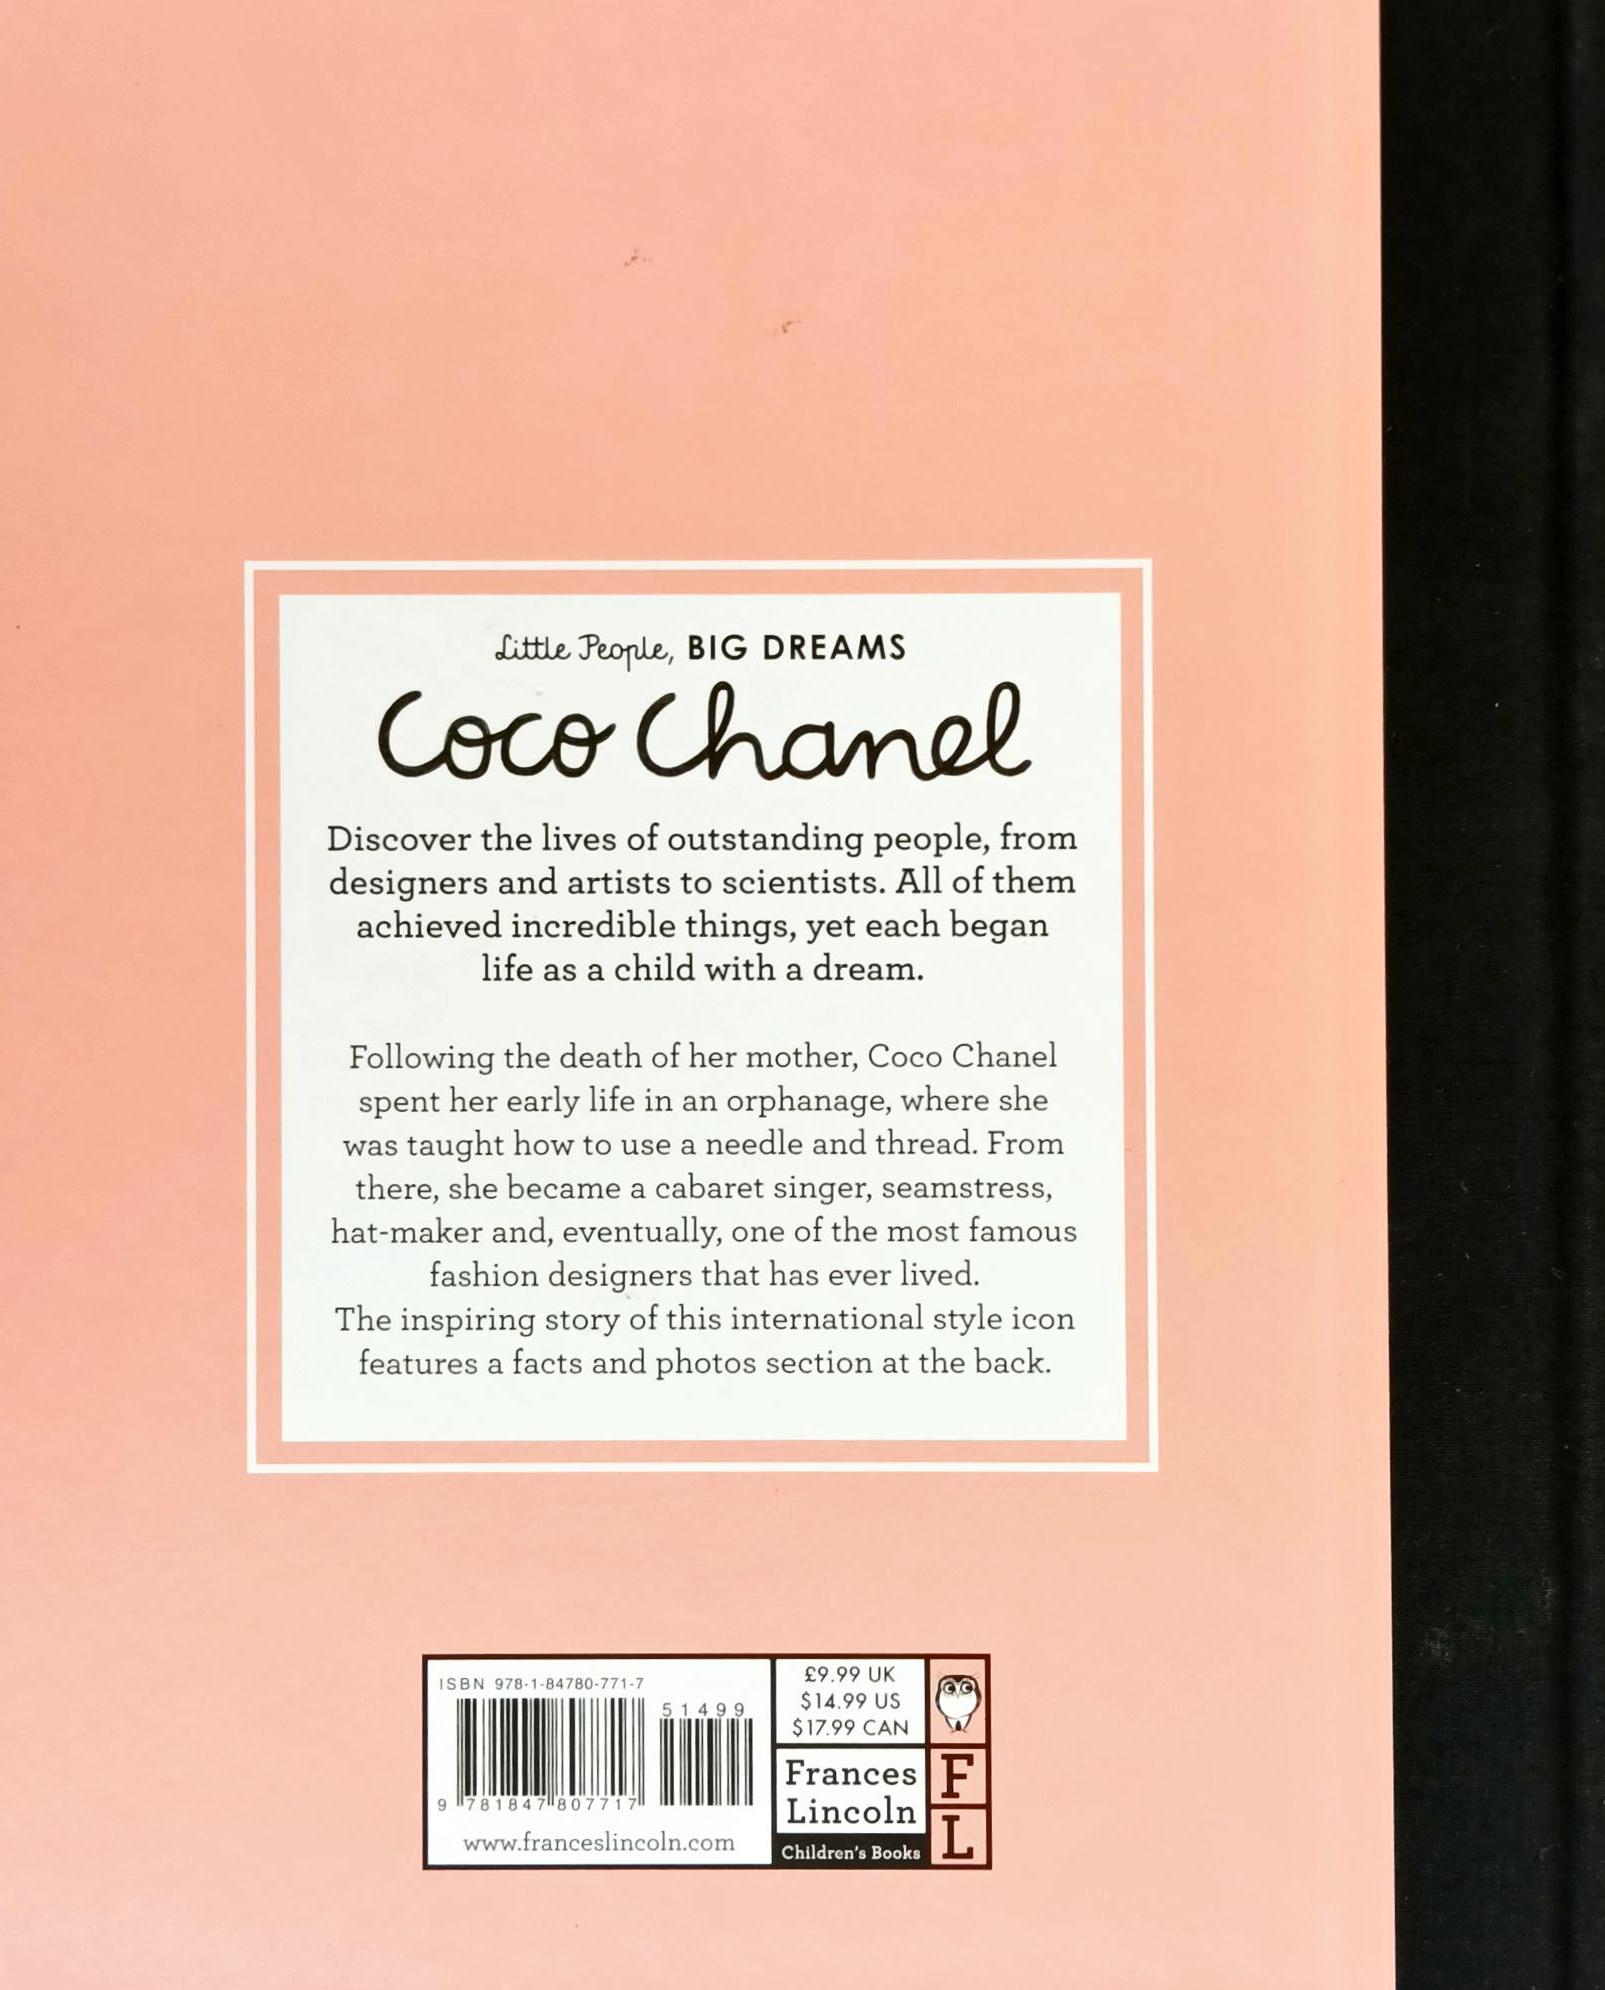 Little People, BIG DREAMS
Coco Chanel
Discover the lives of outstanding people, from
designers and artists to scientists. All of them
achieved incredible things, yet each began
life as a child with a dream.
Following the death of her mother, Coco Chanel
spent her early life in an orphanage, where she
was taught how to use a needle and thread. From
there, she became a cabaret singer, seamstress,
hat-maker and, eventually, one of the most famous
fashion designers that has ever lived.
The inspiring story of this international style icon
features a facts and photos section at the back.
ISBN 978-1-84780-771-7
51499
9 781847 807717
www.franceslincoln.com
£9.99 UK
$14.99 US
$17.99 CAN
Frances
Lincoln
Children's Books
F
L